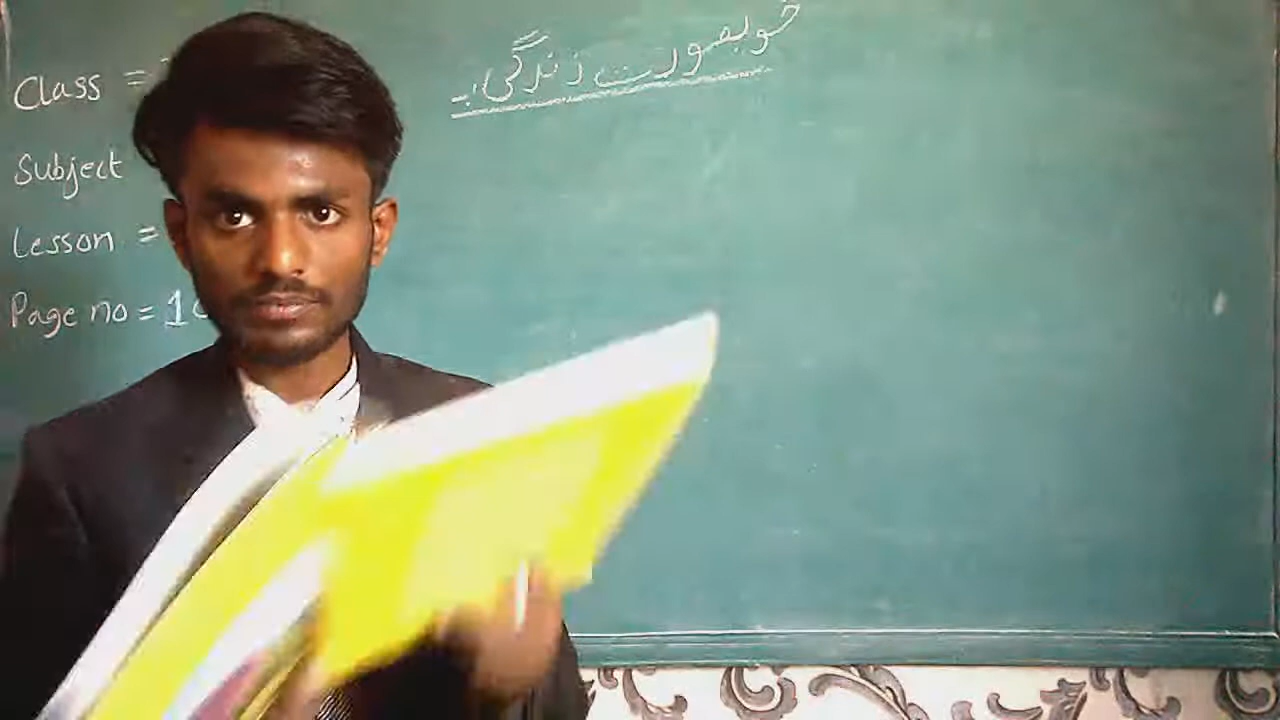 Class =
Subject
Lesson =
Page no = 1
خوبصورت زندگی :-